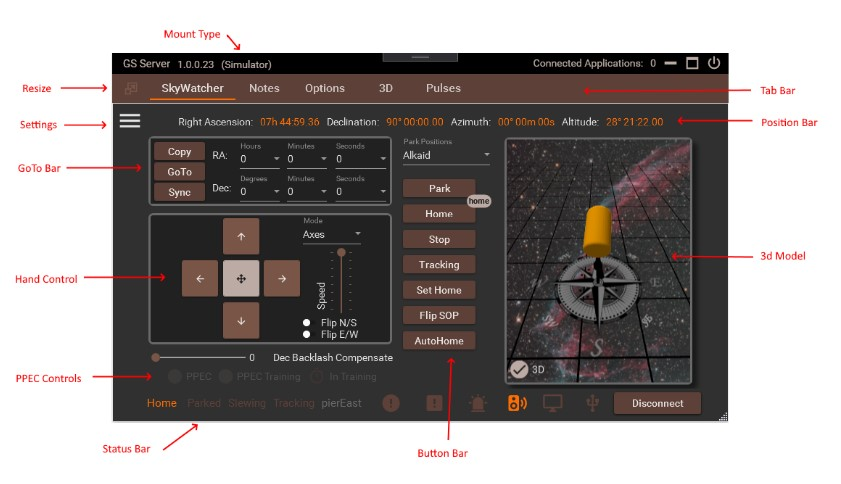 Mount Type
GS Server 1.0.0.23 (Simulator) Connected Applications: 0
Resize SkyWatcher Notes Options 3D Pulses Tab Bar
Settings Right Ascension: 07h 44:59.36 Declination: 90° 00:00.00 Azimuth: 00° 00m 00s Altitude: 28° 21:22.00 Position Bar
GoTo Bar
Copy RA: Hours 0 Minutes 0 Seconds 0
GoTo
Sync Dec: Degrees 0 Minutes 0 Seconds 0
Park Positions
Alkaid
Park
Home home
Stop
Tracking
Set Home
Flip SOP
AutoHome
Hand Control
Mode
Axes
Speed
Flip N/S
Flip E/W
3d Model
S
3D
0 Dec Backlash Compensate
PPEC Controls PPEC PPEC Training In Training
Home Parked Slewing Tracking pierEast Disconnect
Status Bar
Button Bar